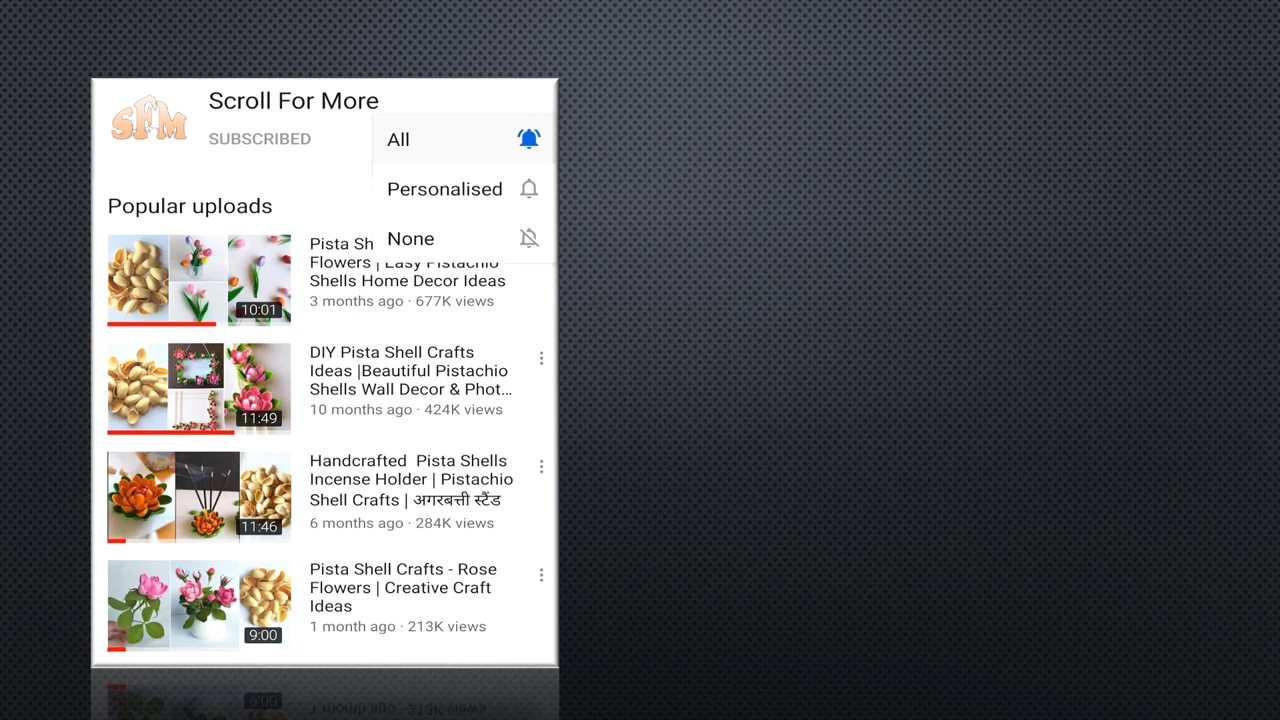 SFM
Scroll For More
SUBSCRIBED
All
Personalised
None
Popular uploads
Pista Sh
Flowers | Easy Pistachio
Shells Home Decor Ideas
3 months ago · 677K views
10:01
DIY Pista Shell Crafts
Ideas |Beautiful Pistachio
Shells Wall Decor & Phot...
10 months ago · 424K views
11:49
Handcrafted Pista Shells
Incense Holder | Pistachio
Shell Crafts | अगरबत्ती स्टैंड
6 months ago · 284K views
11:46
Pista Shell Crafts - Rose
Flowers | Creative Craft
Ideas
1 month ago · 213K views
9:00